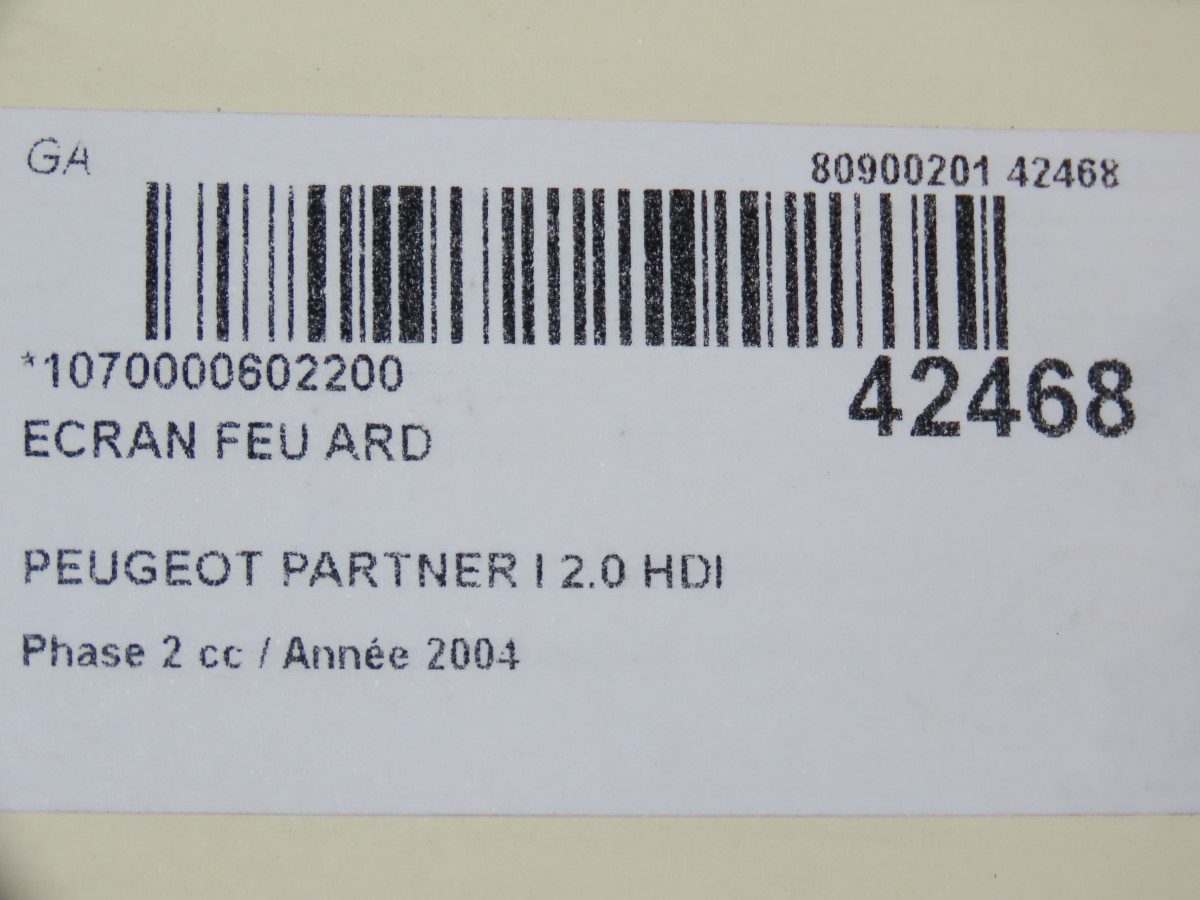 GA
80900201 42468
*1070000602200
42468
ECRAN FEU ARD
PEUGEOT PARTNER I 2.0 HDI
Phase 2 cc / Année 2004